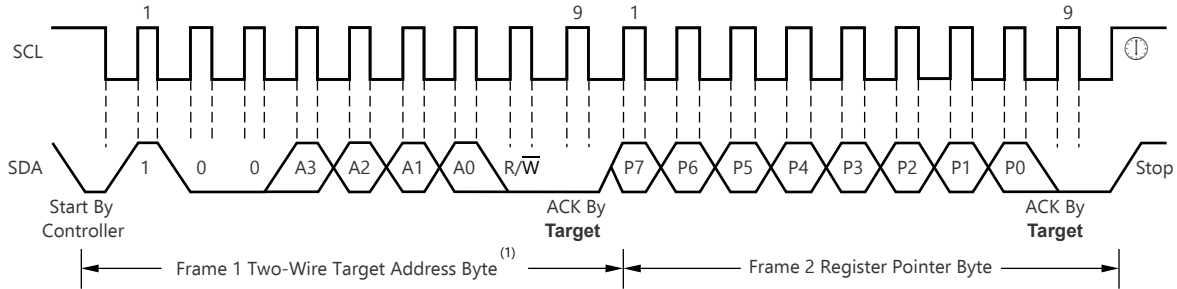 1 9 1 9
SCL
SDA 1 0 0 A3 A2 A1 A0 R/W̅ P7 P6 P5 P4 P3 P2 P1 P0 Stop
Start By ACK By ACK By
Controller Target Target
Frame 1 Two-Wire Target Address Byte(1) Frame 2 Register Pointer Byte